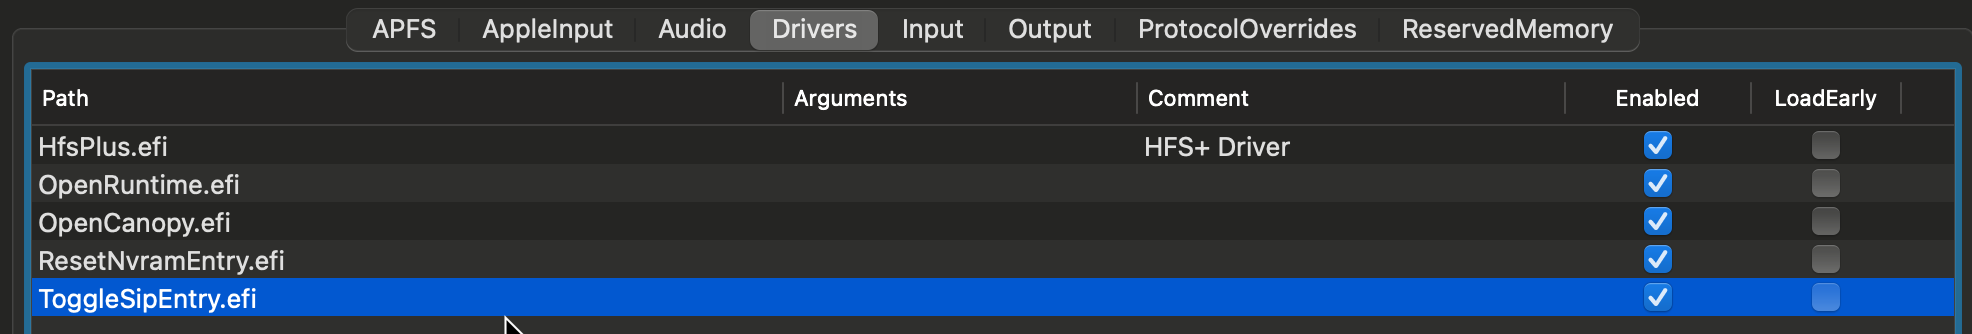 APFS AppleInput Audio Drivers Input Output ProtocolOverrides ReservedMemory
Path Arguments Comment Enabled LoadEarly
HfsPlus.efi HFS+ Driver
OpenRuntime.efi
OpenCanopy.efi
ResetNvramEntry.efi
ToggleSipEntry.efi